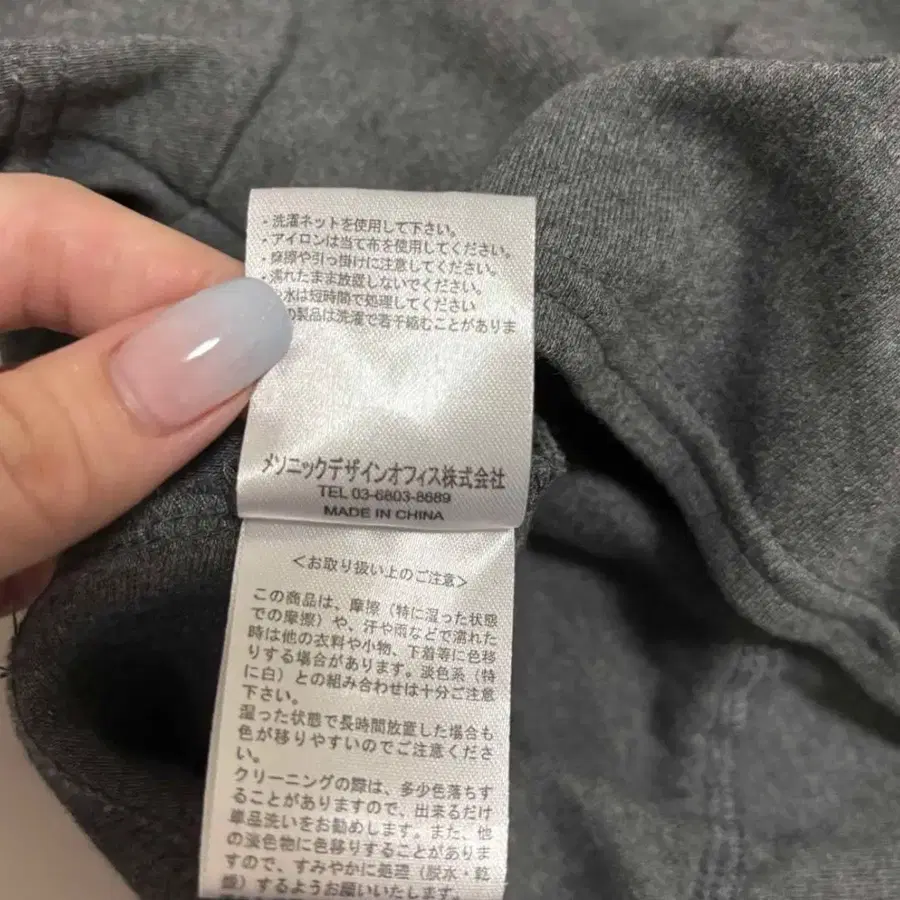 ・洗濯ネットを使用して下さい。
・アイロンは当て布を使用してください。
・摩擦や引っ掛けに注意してください。
・濡れたまま放置しないでください。
水は短時間で処理してください
の製品は洗濯で若干縮むことがありま
メソニックデザインオフィス株式会社
TEL 03-6803-8689
MADE IN CHINA
＜お取り扱い上のご注意＞
この商品は、摩擦（特に湿った状態
での摩擦）や、汗や雨などで濡れた
時は他の衣料や小物、下着等に色移
りする場合があります。淡色系（特
に白）との組み合わせは十分ご注意
下さい。
湿った状態で長時間放置した場合も
色が移りやすいのでご注意くださ
い。
クリーニングの際は、多少色落ちす
ることがありますので、出来るだけ
単品洗いをお勧めします。また、他
の淡色物に色移りすることがありま
すので、すみやかに処理（脱水・乾
燥）するようお願いいたします。